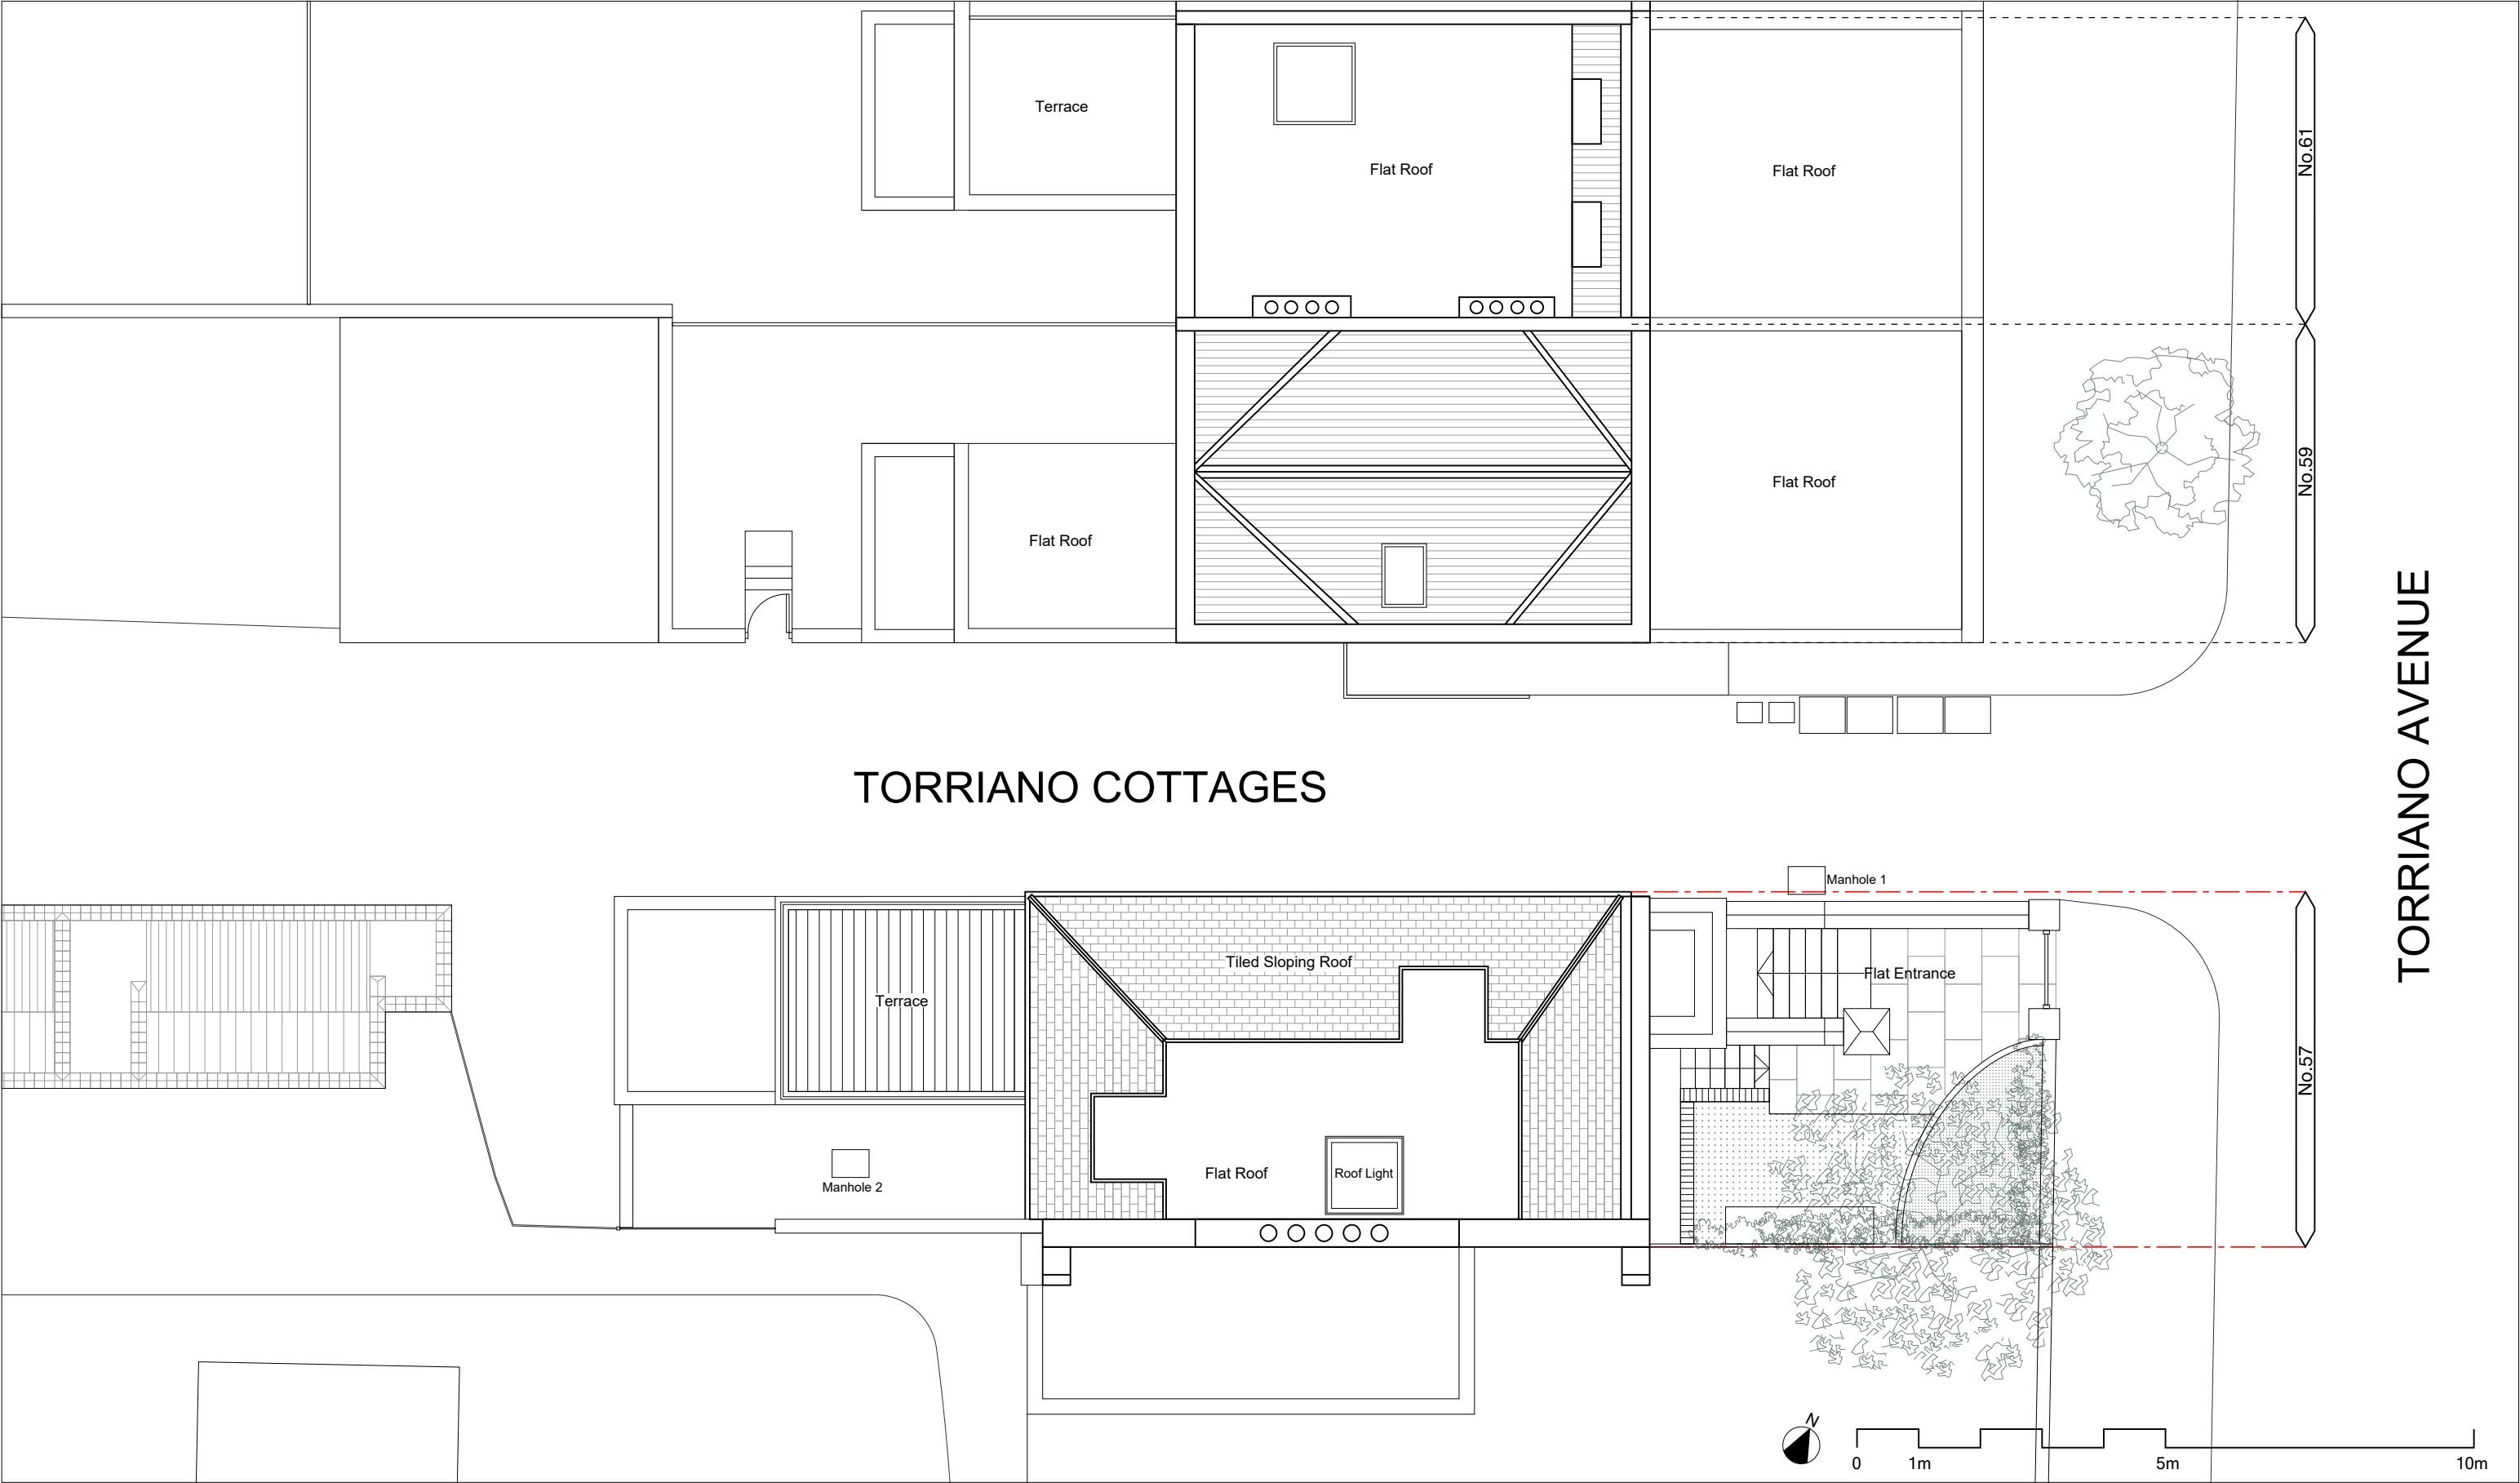 Terrace
Flat Roof
Flat Roof
No.61
Flat Roof
Flat Roof
No.59
TORRIANO AVENUE
TORRIANO COTTAGES
Manhole 1
Tiled Sloping Roof
Flat Entrance
Terrace
No.57
Flat Roof
Roof Light
Manhole 2
N
0 1m 5m 10m